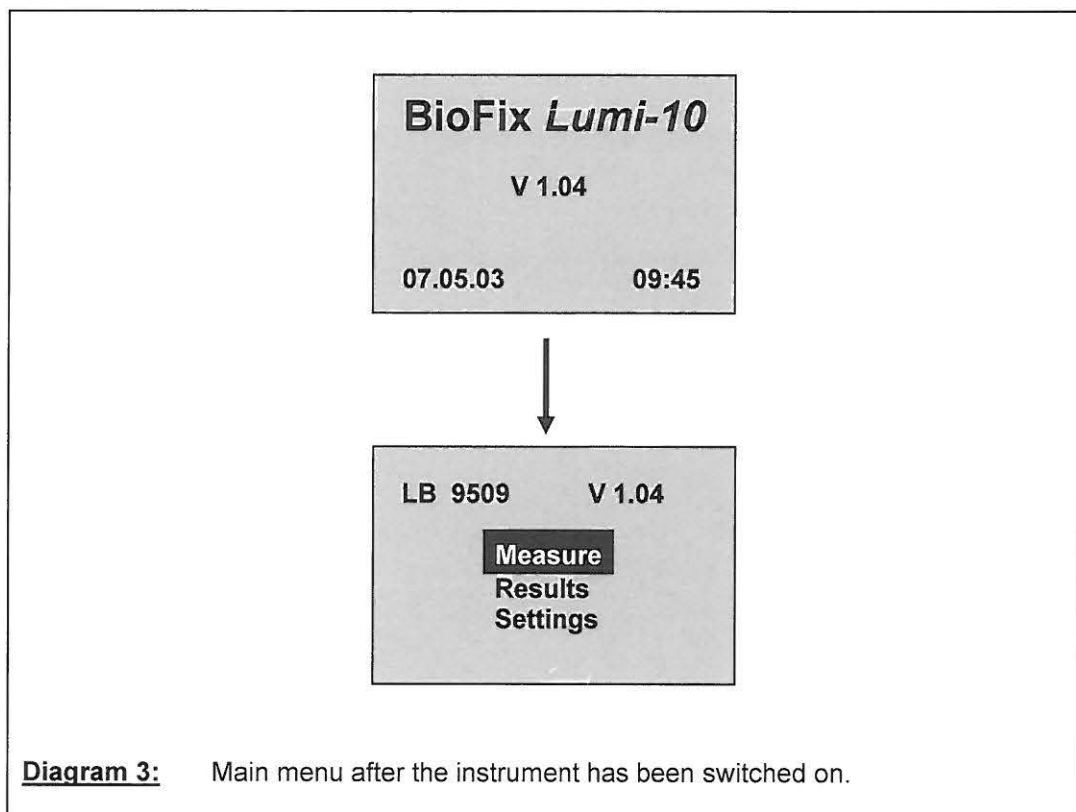 BioFix Lumi-10
V 1.04
07.05.03 09:45
LB 9509 V 1.04
Measure
Results
Settings
Diagram 3: Main menu after the instrument has been switched on.